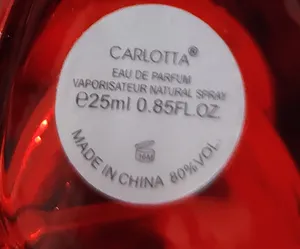 CARLOTTA®
EAU DE PARFUM
VAPORISATEUR NATURAL SPRAY
℮25ml 0.85FL.OZ
MADE IN CHINA 80%VOL.